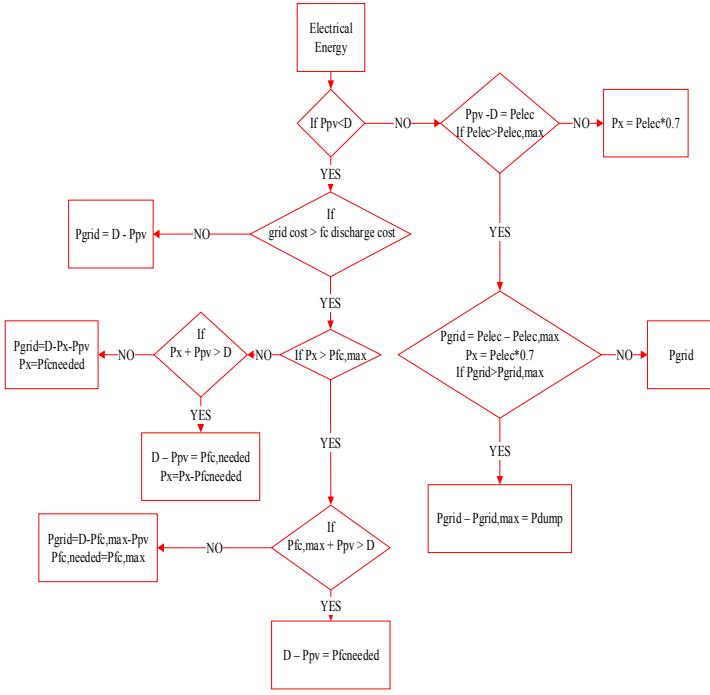 Electrical
Energy
If Ppv<D
NO
Ppv -D = Pelec
If Pelec>Pelec,max
NO
Px = Pelec*0.7
YES
YES
Pgrid = D - Ppv
NO
If
grid cost > fc discharge cost
YES
Pgrid=D-Px-Ppv
Px=Pfcneeded
NO
If
Px + Ppv > D
NO
If Px > Pfc,max
Pgrid = Pelec – Pelec,max
Px = Pelec*0.7
If Pgrid>Pgrid,max
NO
Pgrid
YES
YES
YES
D – Ppv = Pfc,needed
Px=Px-Pfcneeded
Pgrid – Pgrid,max = Pdump
Pgrid=D-Pfc,max-Ppv
Pfc,needed=Pfc,max
NO
If
Pfc,max + Ppv > D
YES
D – Ppv = Pfcneeded